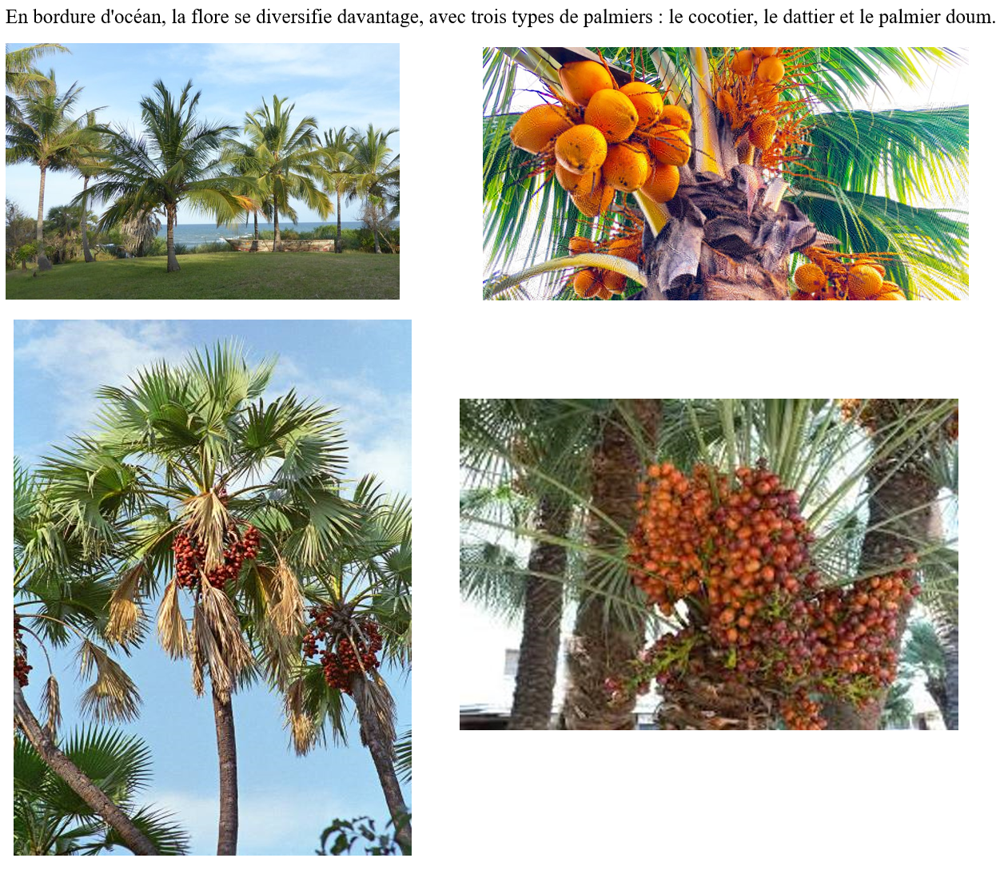 En bordure d'océan, la flore se diversifie davantage, avec trois types de palmiers : le cocotier, le dattier et le palmier doum.